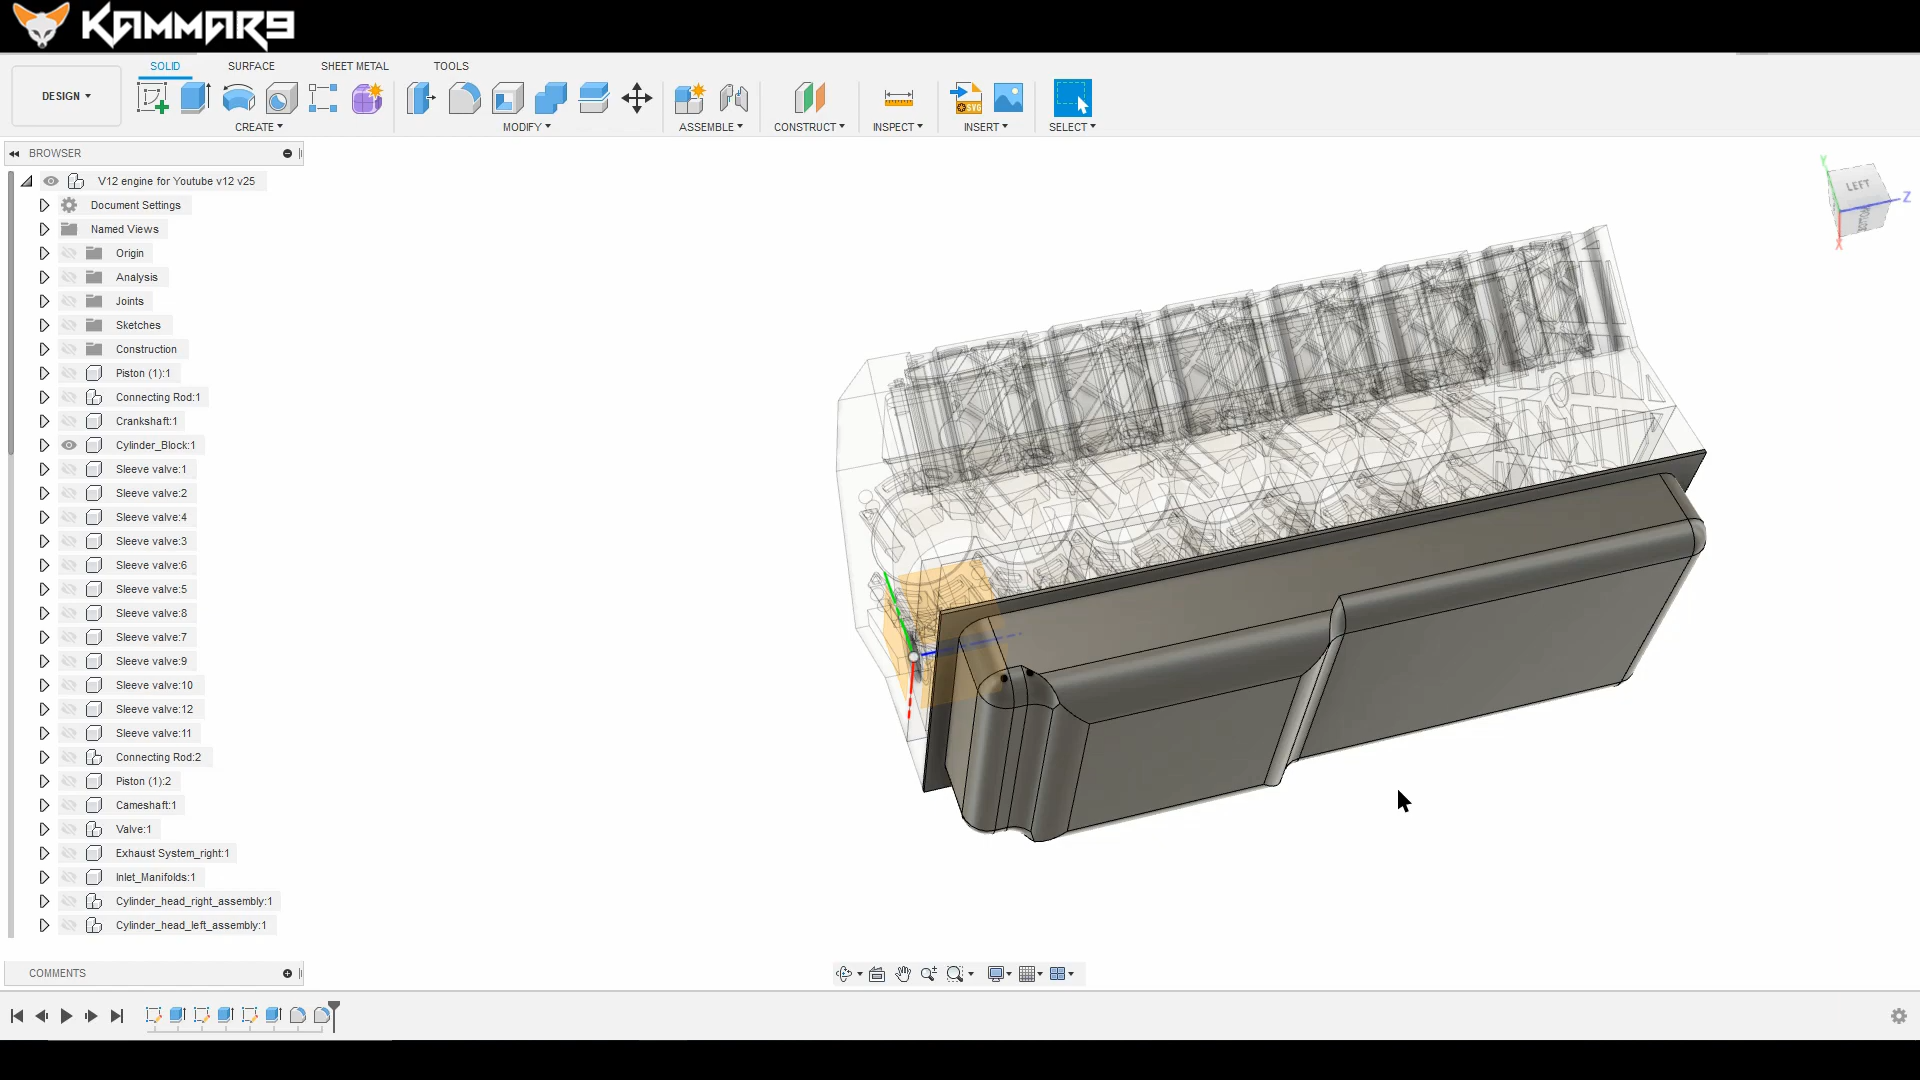 KAMMAR9
SOLID SURFACE SHEET METAL TOOLS
DESIGN
CREATE MODIFY ASSEMBLE CONSTRUCT INSPECT INSERT SELECT
SVG
BROWSER
V12 engine for Youtube v12 v25
Document Settings
Named Views
Origin
Analysis
Joints
Sketches
Construction
Piston (1):1
Connecting Rod:1
Crankshaft:1
Cylinder_Block:1
Sleeve valve:1
Sleeve valve:2
Sleeve valve:4
Sleeve valve:3
Sleeve valve:6
Sleeve valve:5
Sleeve valve:8
Sleeve valve:7
Sleeve valve:9
Sleeve valve:10
Sleeve valve:12
Sleeve valve:11
Connecting Rod:2
Piston (1):2
Cameshaft:1
Valve:1
Exhaust System_right:1
Inlet_Manifolds:1
Cylinder_head_right_assembly:1
Cylinder_head_left_assembly:1
COMMENTS
Y
LEFT
Z
BOTTOM
X